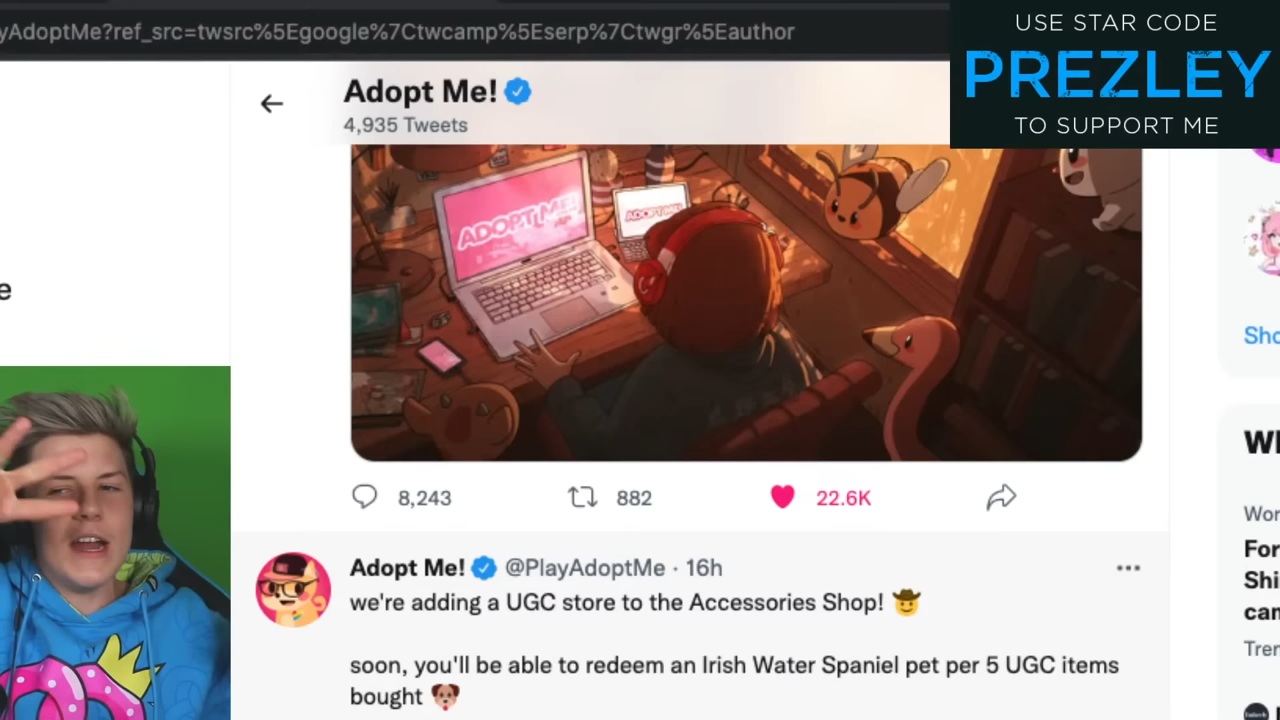 yAdoptMe?ref_src=twsrc%5Egoogle%7Ctwcamp%5Eserp%7Ctwgr%5Eauthor
USE STAR CODE
PREZLEY
TO SUPPORT ME
Adopt Me!
4,935 Tweets
ADOPT ME!
ADOPT ME!
e
Sho
8,243
882
22.6K
Wh
Wor
For
Shi
can
Tren
Adopt Me! @PlayAdoptMe · 16h
we're adding a UGC store to the Accessories Shop! 🤠
soon, you'll be able to redeem an Irish Water Spaniel pet per 5 UGC items
bought 🐶